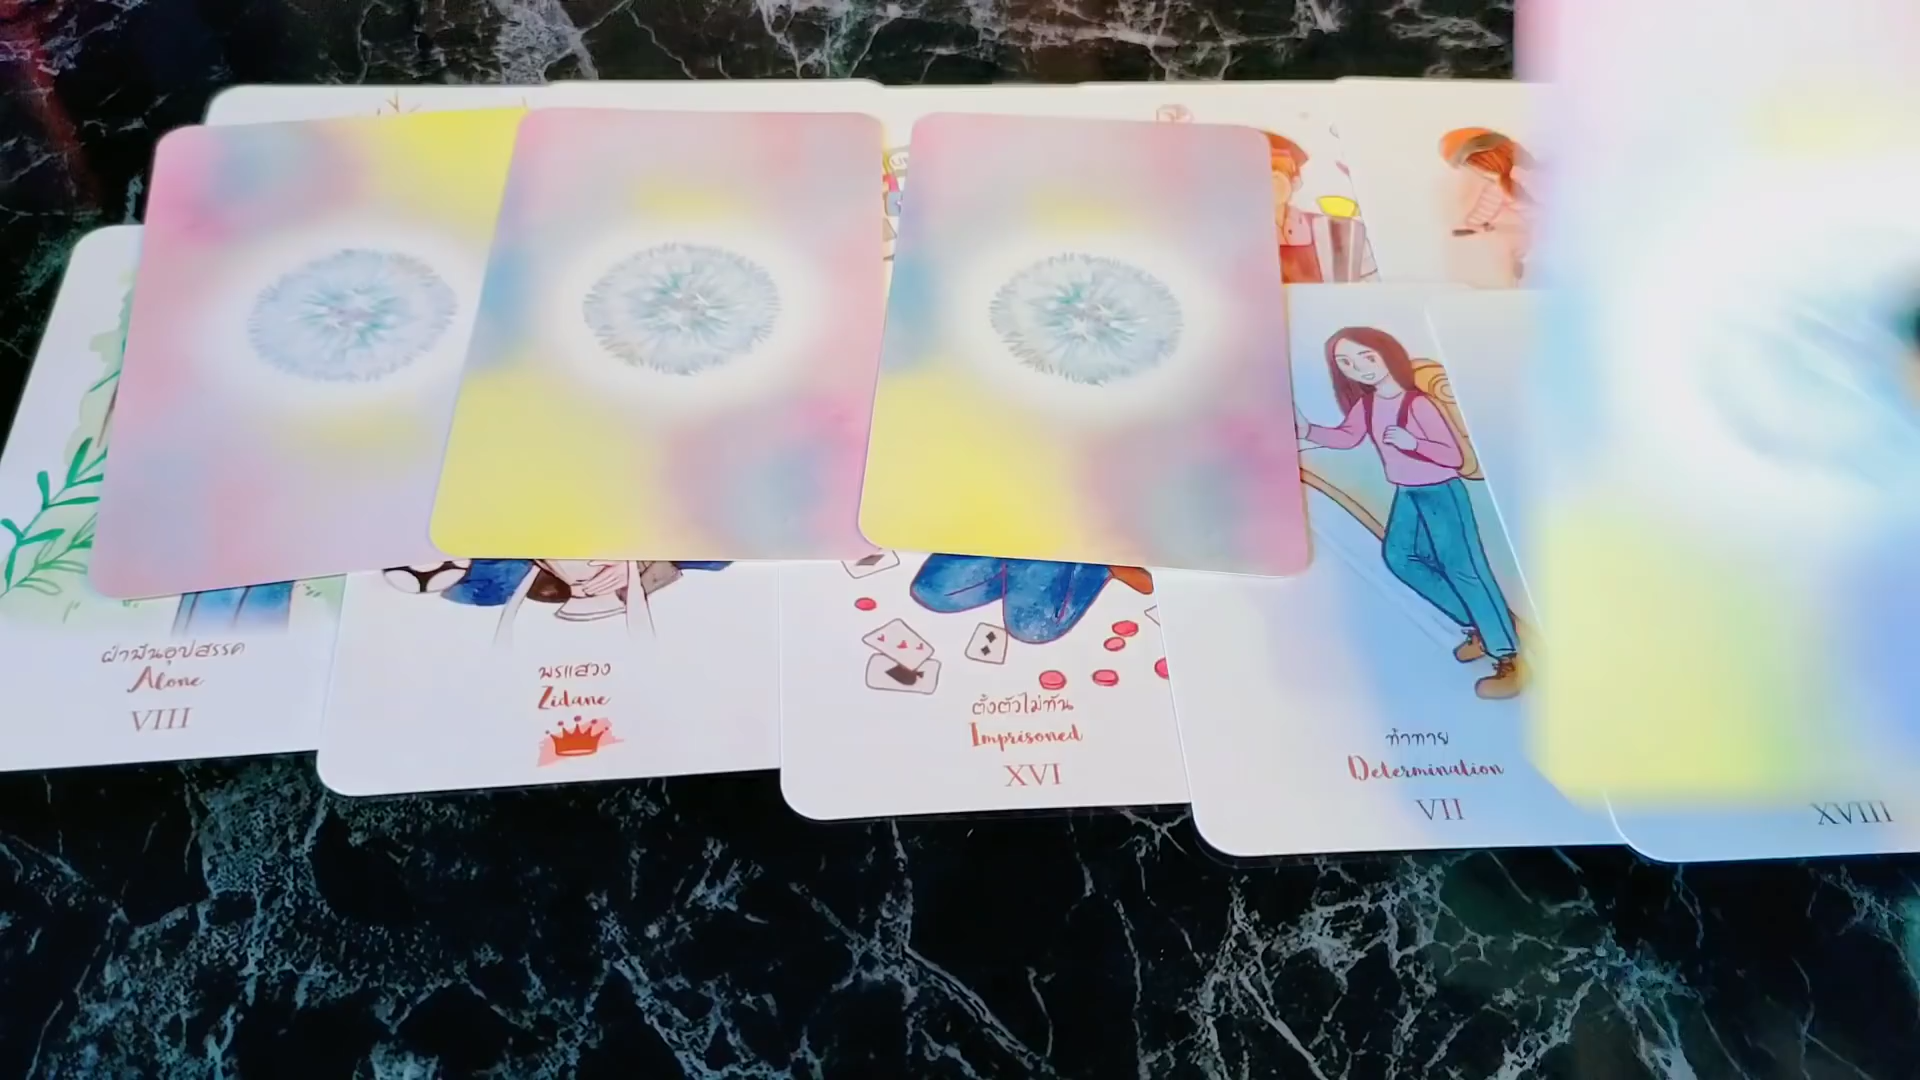 ฝ่าฟันอุปสรรค
Alone
VIII
พรแสวง
Zidane
ตั้งตัวไม่ทัน
Imprisoned
XVI
ท้าทาย
Determination
VII
XVIII